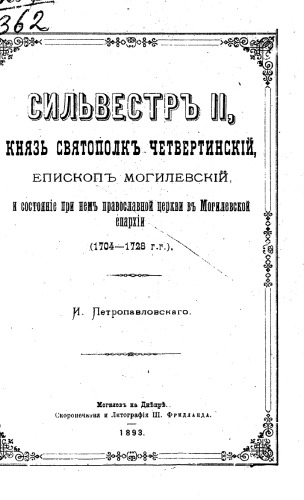 362
СИЛЬВЕСТРЪ II,
КНЯЗЬ СВЯТОПОЛКЪ ЧЕТВЕРТИНСКІЙ,
ЕПИСКОПЪ МОГИЛЕВСКІЙ,
и состояніе при немъ православной церкви въ Могилевской
епархіи
(1704—1728 г.г.).
И. Петропавловскаго.
Могилевъ на Днѣпрѣ.
Скоропечатня и Литографія Ш. Фридланда.
1893.